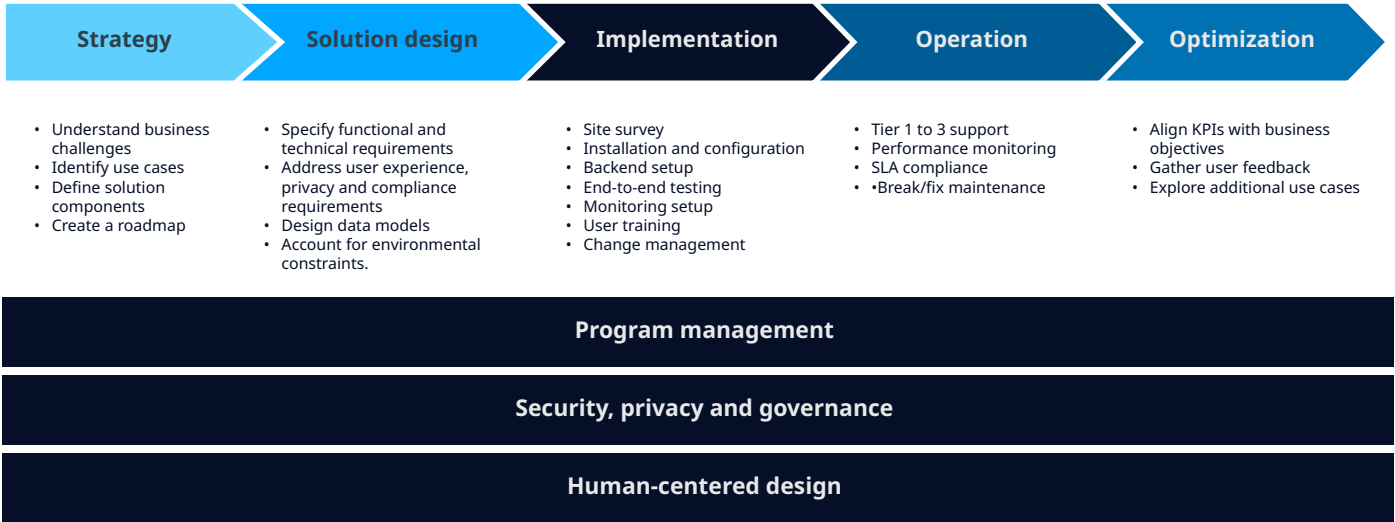 Strategy
Solution design
Implementation
Operation
Optimization
• Understand business
challenges
• Identify use cases
• Define solution
components
• Create a roadmap
• Specify functional and
technical requirements
• Address user experience,
privacy and compliance
requirements
• Design data models
• Account for environmental
constraints.
• Site survey
• Installation and configuration
• Backend setup
• End-to-end testing
• Monitoring setup
• User training
• Change management
• Tier 1 to 3 support
• Performance monitoring
• SLA compliance
• •Break/fix maintenance
• Align KPIs with business
objectives
• Gather user feedback
• Explore additional use cases
Program management
Security, privacy and governance
Human-centered design